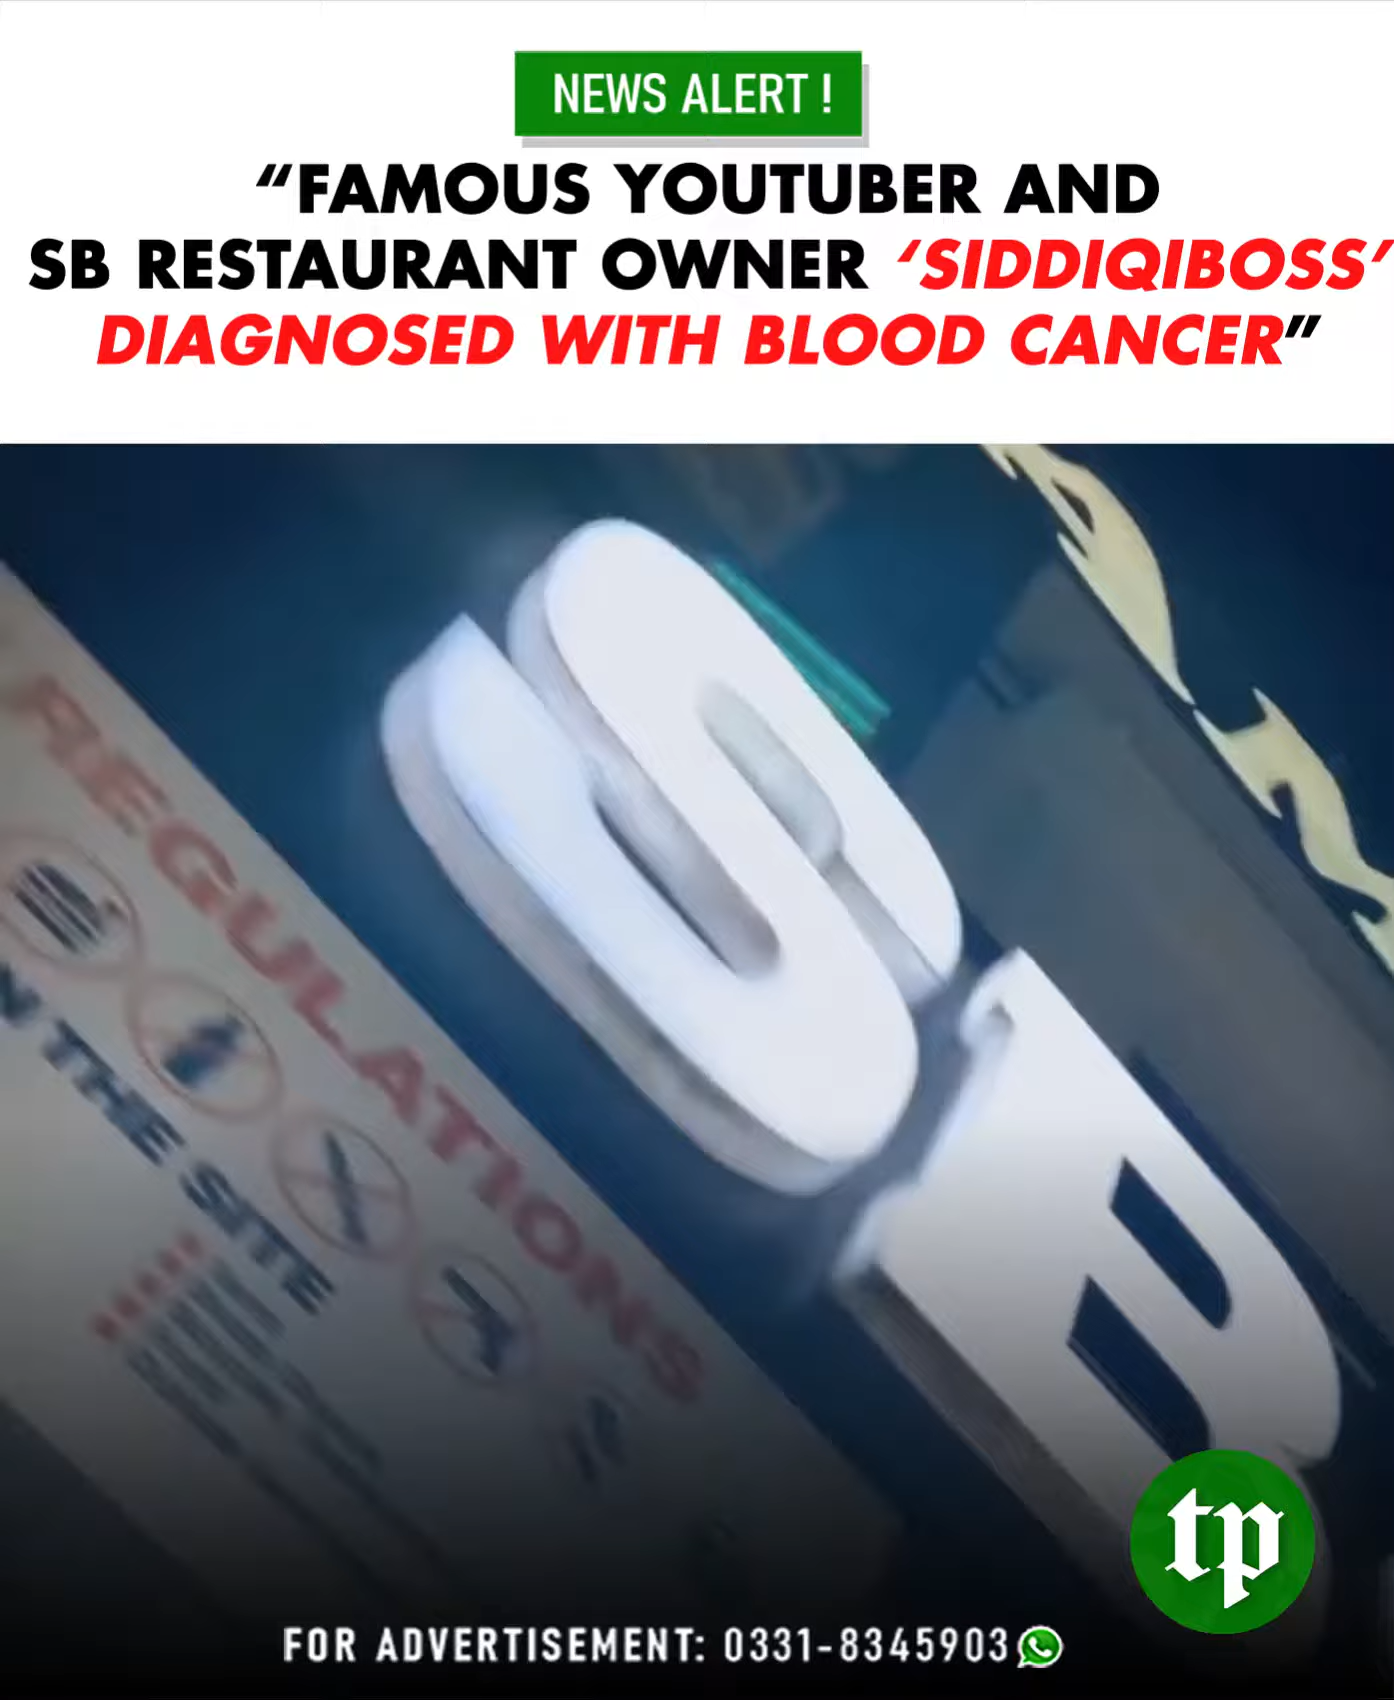 NEWS ALERT !
“FAMOUS YOUTUBER AND
SB RESTAURANT OWNER ‘SIDDIQIBOSS’
DIAGNOSED WITH BLOOD CANCER”
SB
REGULATIONS
N THE SITE
tp
FOR ADVERTISEMENT: 0331-8345903